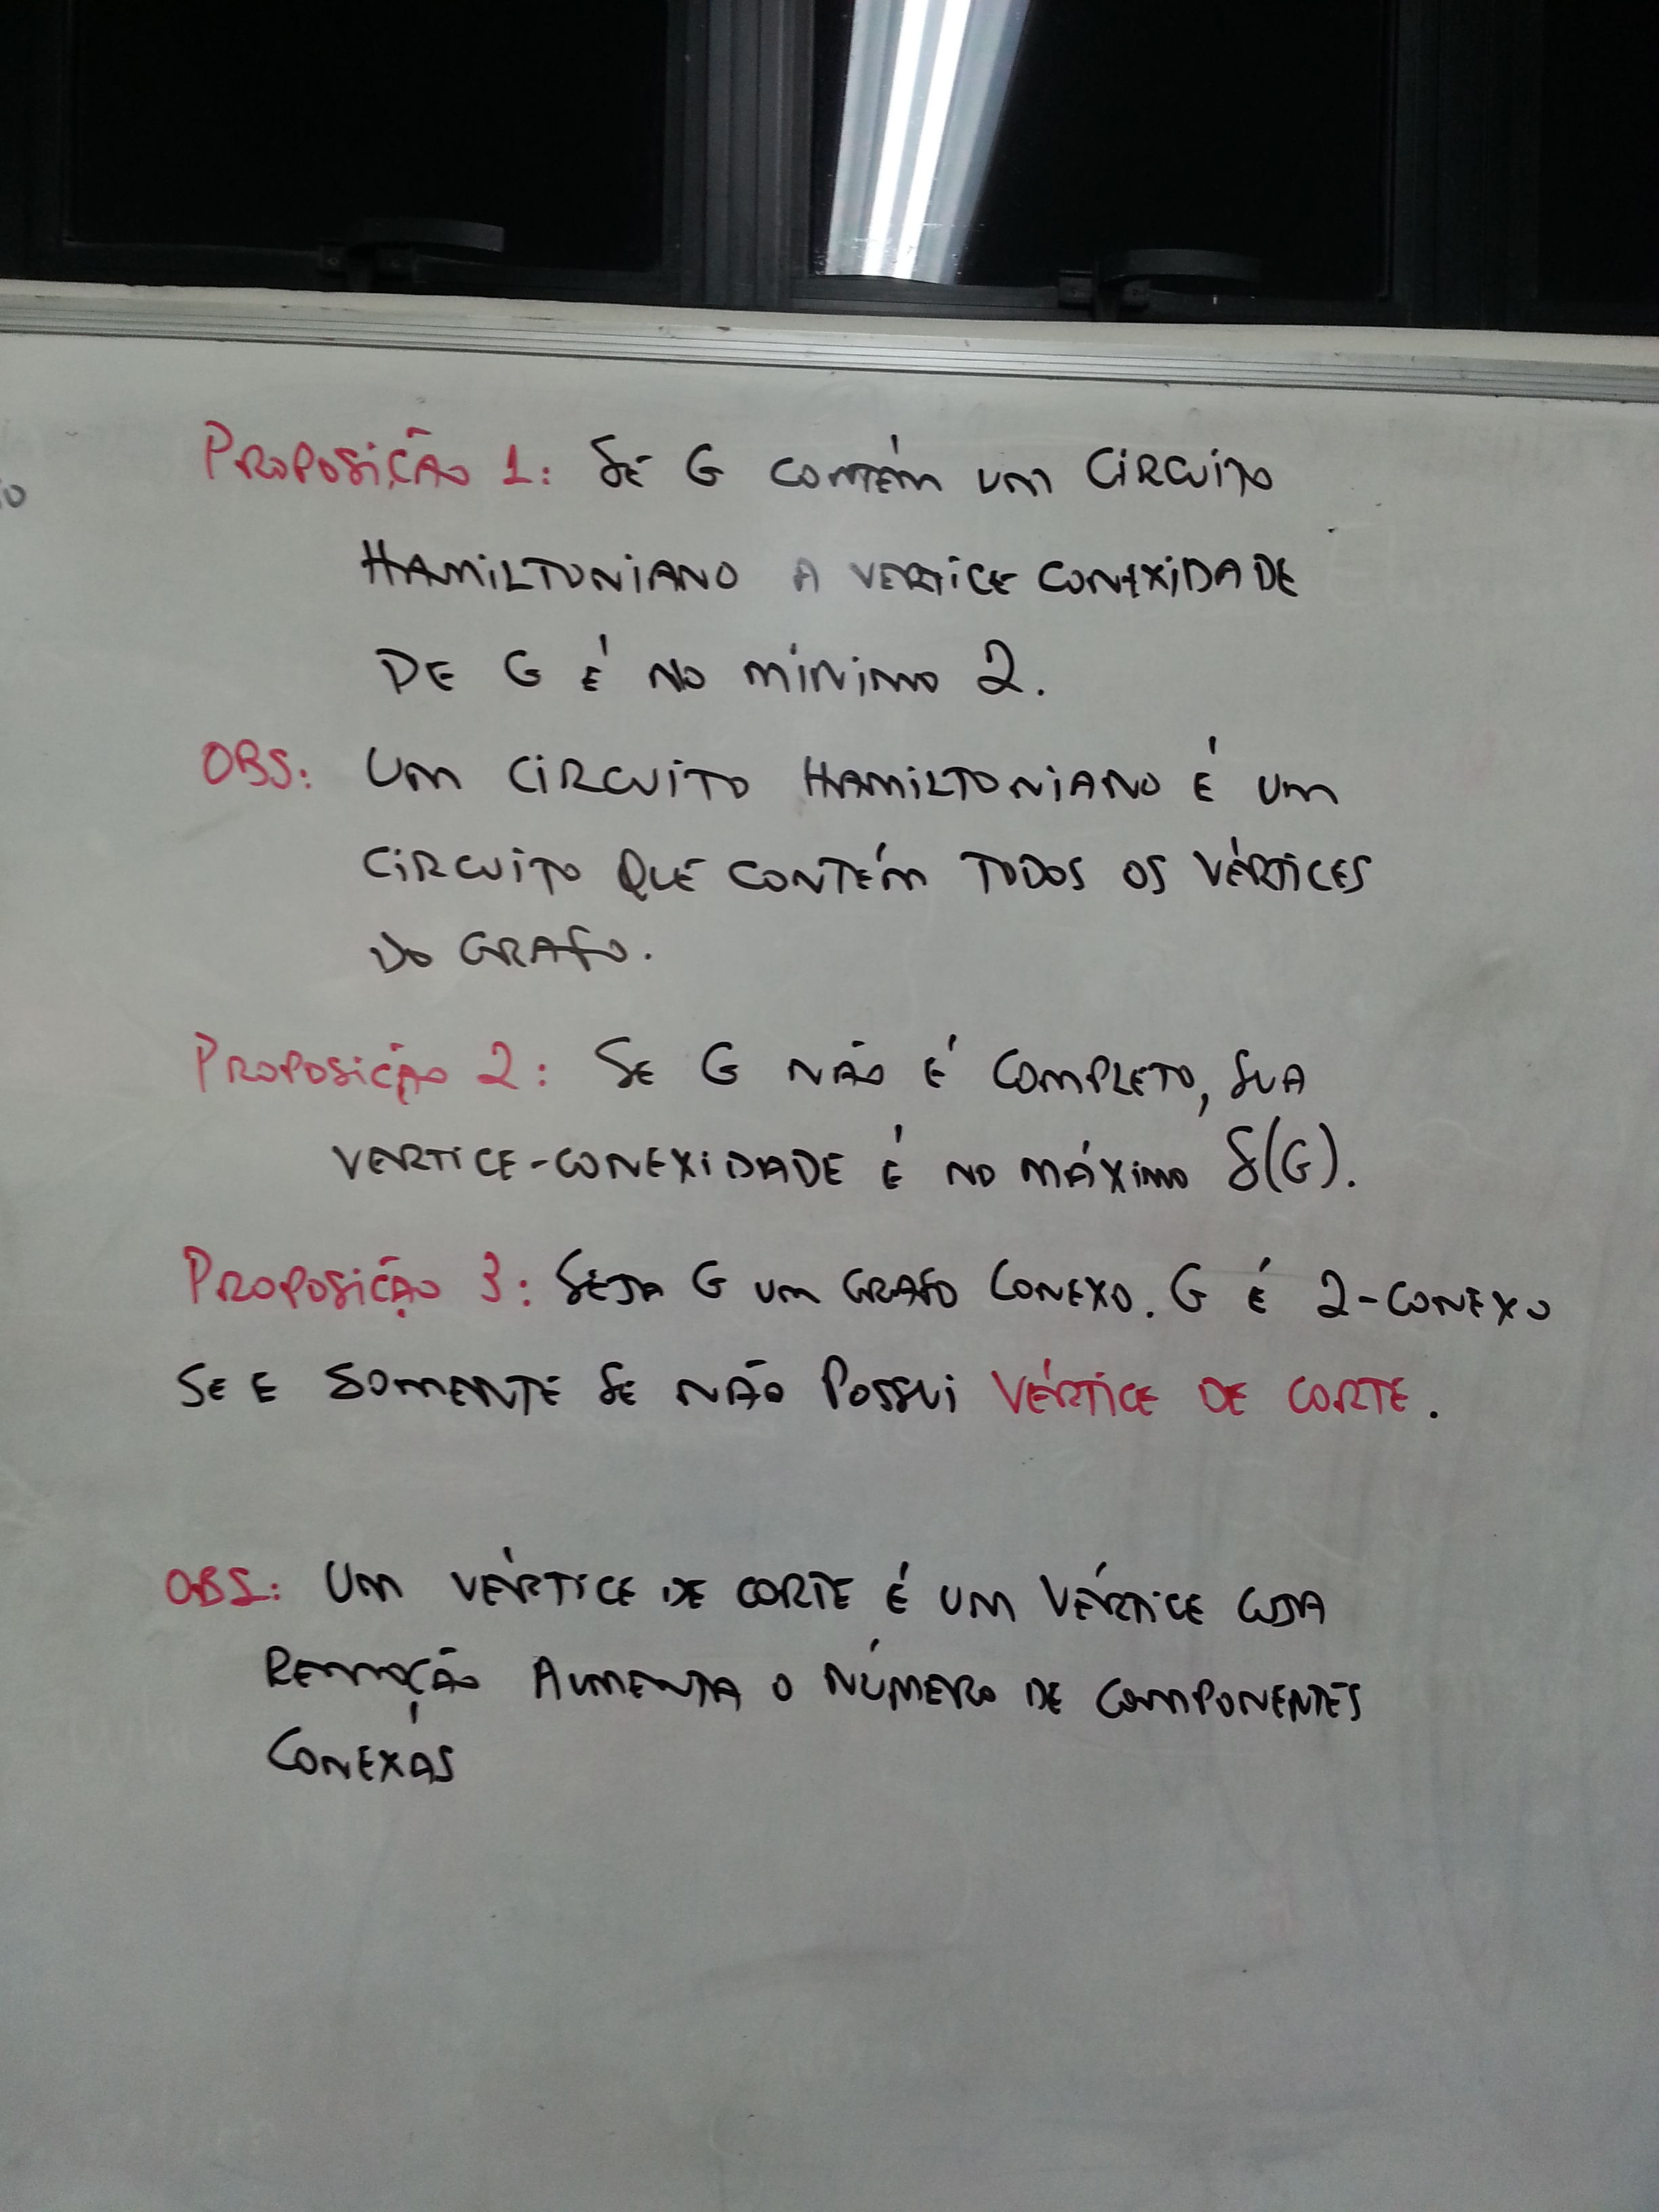 PROPOSIÇÃO 1: SE G CONTÉM UM CIRCUITO
HAMILTONIANO A VERTICE CONEXIDADE
DE G É NO MÍNIMO 2.
OBS: UM CIRCUITO HAMILTONIANO É UM
CIRCUITO QUE CONTÉM TODOS OS VÉRTICES
DO GRAFO.
PROPOSIÇÃO 2: SE G NÃO É COMPLETO, SUA
VERTICE-CONEXIDADE É NO MÁXIMO δ(G).
PROPOSIÇÃO 3: SEJA G UM GRAFO CONEXO. G É 2-CONEXO
SE E SOMENTE SE NÃO POSSUI VÉRTICE DE CORTE.
OBS: UM VÉRTICE DE CORTE É UM VÉRTICE CUJA
REMOÇÃO AUMENTA O NÚMERO DE COMPONENTES
CONEXAS